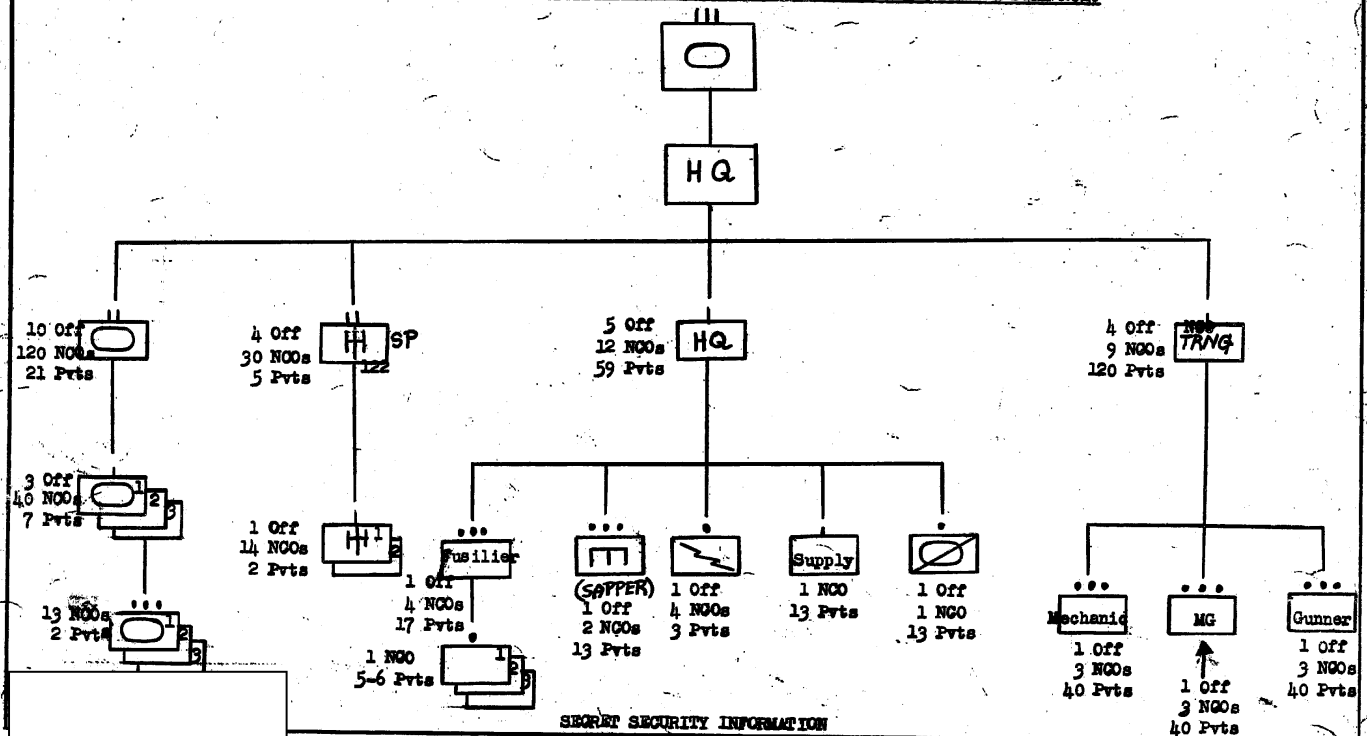 HQ
10 Off
120 NCOs
21 Pvts
4 Off
30 NCOs
5 Pvts
SP
122
5 Off
12 NCOs
59 Pvts
HQ
4 Off
9 NCOs
120 Pvts
TRNG
3 Off
40 NCOs
7 Pvts
1
2
3
1 Off
14 NCOs
2 Pvts
1
2
Fusilier
1 Off
4 NCOs
17 Pvts
(SAPPER)
1 Off
2 NCOs
13 Pvts
1 Off
4 NCOs
3 Pvts
Supply
1 NCO
13 Pvts
1 Off
1 NCO
13 Pvts
Mechanic
1 Off
3 NCOs
40 Pvts
MG
1 Off
3 NCOs
40 Pvts
Gunner
1 Off
3 NCOs
40 Pvts
13 NCOs
2 Pvts
1
2
3
1 NCO
5-6 Pvts
1
2
3
SECRET SECURITY INFORMATION